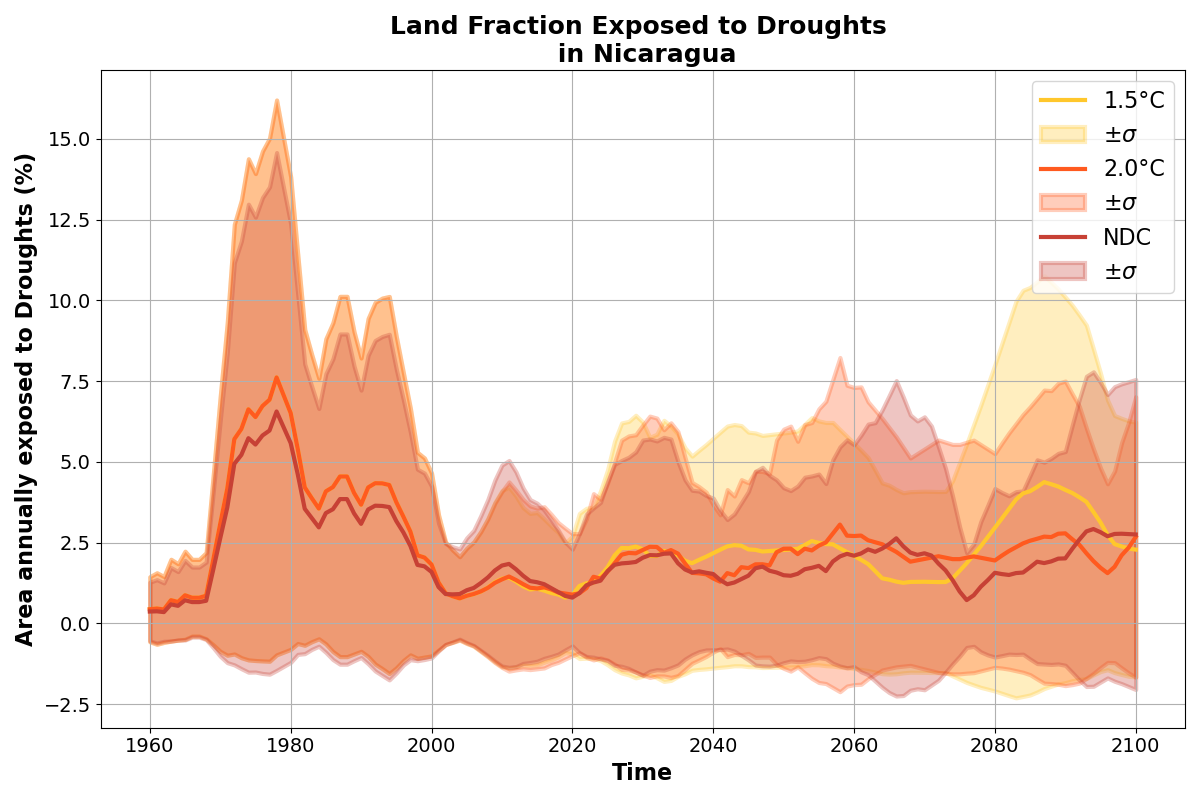 Land Fraction Exposed to Droughts
in Nicaragua
Area annually exposed to Droughts (%)
15.0
12.5
10.0
7.5
5.0
2.5
0.0
−2.5
1960
1980
2000
2020
2040
2060
2080
2100
Time
1.5°C
±σ
2.0°C
±σ
NDC
±σ